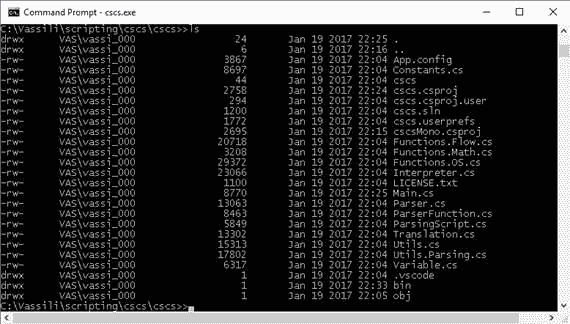 Command Prompt - cscs.exe
C:\Vassili\scripting\cscs\cscs>>ls
drwx VAS\vassi_000 24 Jan 19 2017 22:25 .
drwx VAS\vassi_000 6 Jan 19 2017 22:16 ..
-rw- VAS\vassi_000 3867 Jan 19 2017 22:04 App.config
-rw- VAS\vassi_000 8697 Jan 19 2017 22:04 Constants.cs
-rw- VAS\vassi_000 44 Jan 19 2017 22:04 cscs
-rw- VAS\vassi_000 2758 Jan 19 2017 22:24 cscs.csproj
-rw- VAS\vassi_000 294 Jan 19 2017 22:04 cscs.csproj.user
-rw- VAS\vassi_000 1200 Jan 19 2017 22:04 cscs.sln
-rw- VAS\vassi_000 1772 Jan 19 2017 22:04 cscs.userprefs
-rw- VAS\vassi_000 2695 Jan 19 2017 22:15 cscsMono.csproj
-rw- VAS\vassi_000 20718 Jan 19 2017 22:04 Functions.Flow.cs
-rw- VAS\vassi_000 3208 Jan 19 2017 22:04 Functions.Math.cs
-rw- VAS\vassi_000 29372 Jan 19 2017 22:04 Functions.OS.cs
-rw- VAS\vassi_000 23066 Jan 19 2017 22:04 Interpreter.cs
-rw- VAS\vassi_000 1100 Jan 19 2017 22:04 LICENSE.txt
-rw- VAS\vassi_000 8770 Jan 19 2017 22:25 Main.cs
-rw- VAS\vassi_000 13063 Jan 19 2017 22:04 Parser.cs
-rw- VAS\vassi_000 8463 Jan 19 2017 22:04 ParserFunction.cs
-rw- VAS\vassi_000 5849 Jan 19 2017 22:04 ParsingScript.cs
-rw- VAS\vassi_000 13302 Jan 19 2017 22:04 Translation.cs
-rw- VAS\vassi_000 15313 Jan 19 2017 22:04 Utils.cs
-rw- VAS\vassi_000 17802 Jan 19 2017 22:04 Utils.Parsing.cs
-rw- VAS\vassi_000 6317 Jan 19 2017 22:04 Variable.cs
drwx VAS\vassi_000 1 Jan 19 2017 22:04 .vscode
drwx VAS\vassi_000 1 Jan 19 2017 22:33 bin
drwx VAS\vassi_000 1 Jan 19 2017 22:05 obj
C:\Vassili\scripting\cscs\cscs>>